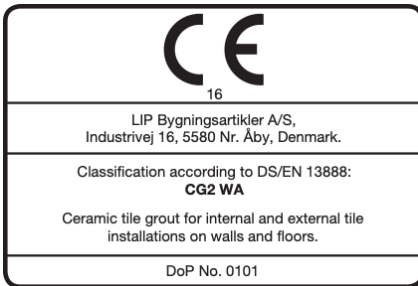 CE
16
LIP Bygningsartikler A/S,
Industrivej 16, 5580 Nr. Åby, Denmark.
Classification according to DS/EN 13888:
CG2 WA
Ceramic tile grout for internal and external tile
installations on walls and floors.
DoP No. 0101